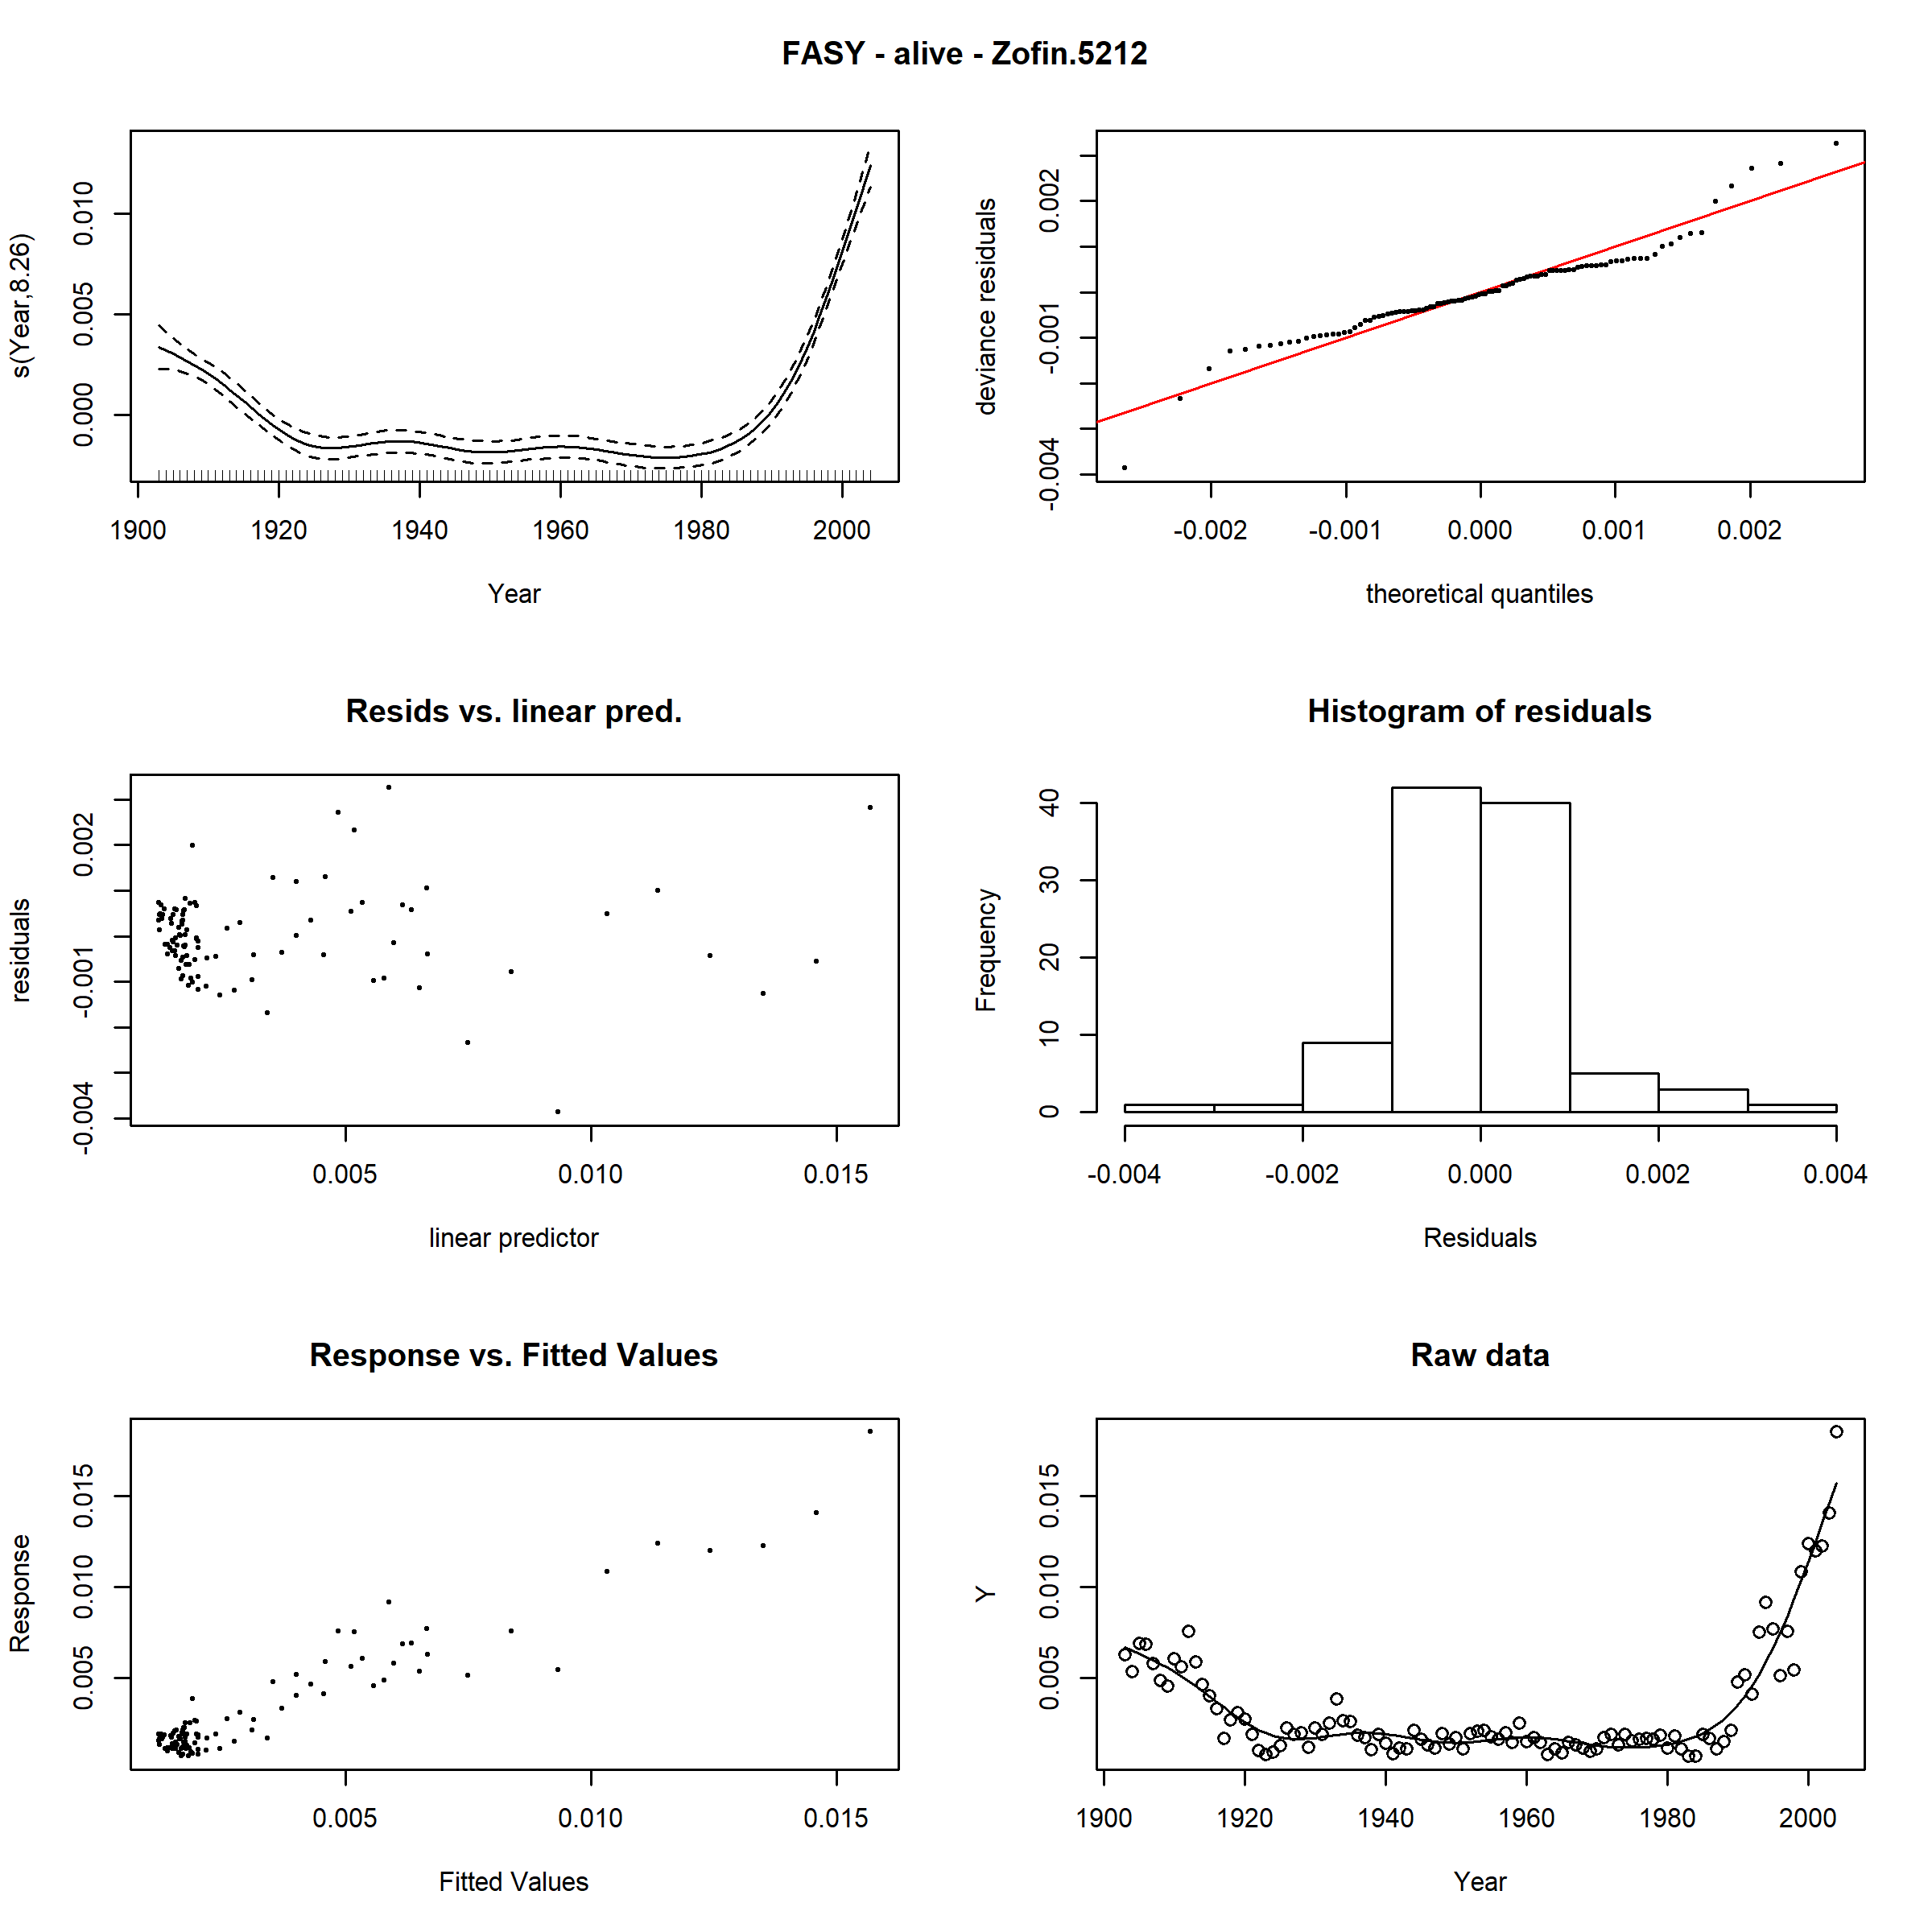 FASY - alive - Zofin.5212
s(Year,8.26)
0.000 0.005 0.010
1900 1920 1940 1960 1980 2000
Year
deviance residuals
-0.004 -0.001 0.002
-0.002 -0.001 0.000 0.001 0.002
theoretical quantiles
Resids vs. linear pred.
residuals
-0.004 -0.001 0.002
0.005 0.010 0.015
linear predictor
Histogram of residuals
Frequency
0 10 20 30 40
-0.004 -0.002 0.000 0.002 0.004
Residuals
Response vs. Fitted Values
Response
0.005 0.010 0.015
0.005 0.010 0.015
Fitted Values
Raw data
Y
0.005 0.010 0.015
1900 1920 1940 1960 1980 2000
Year